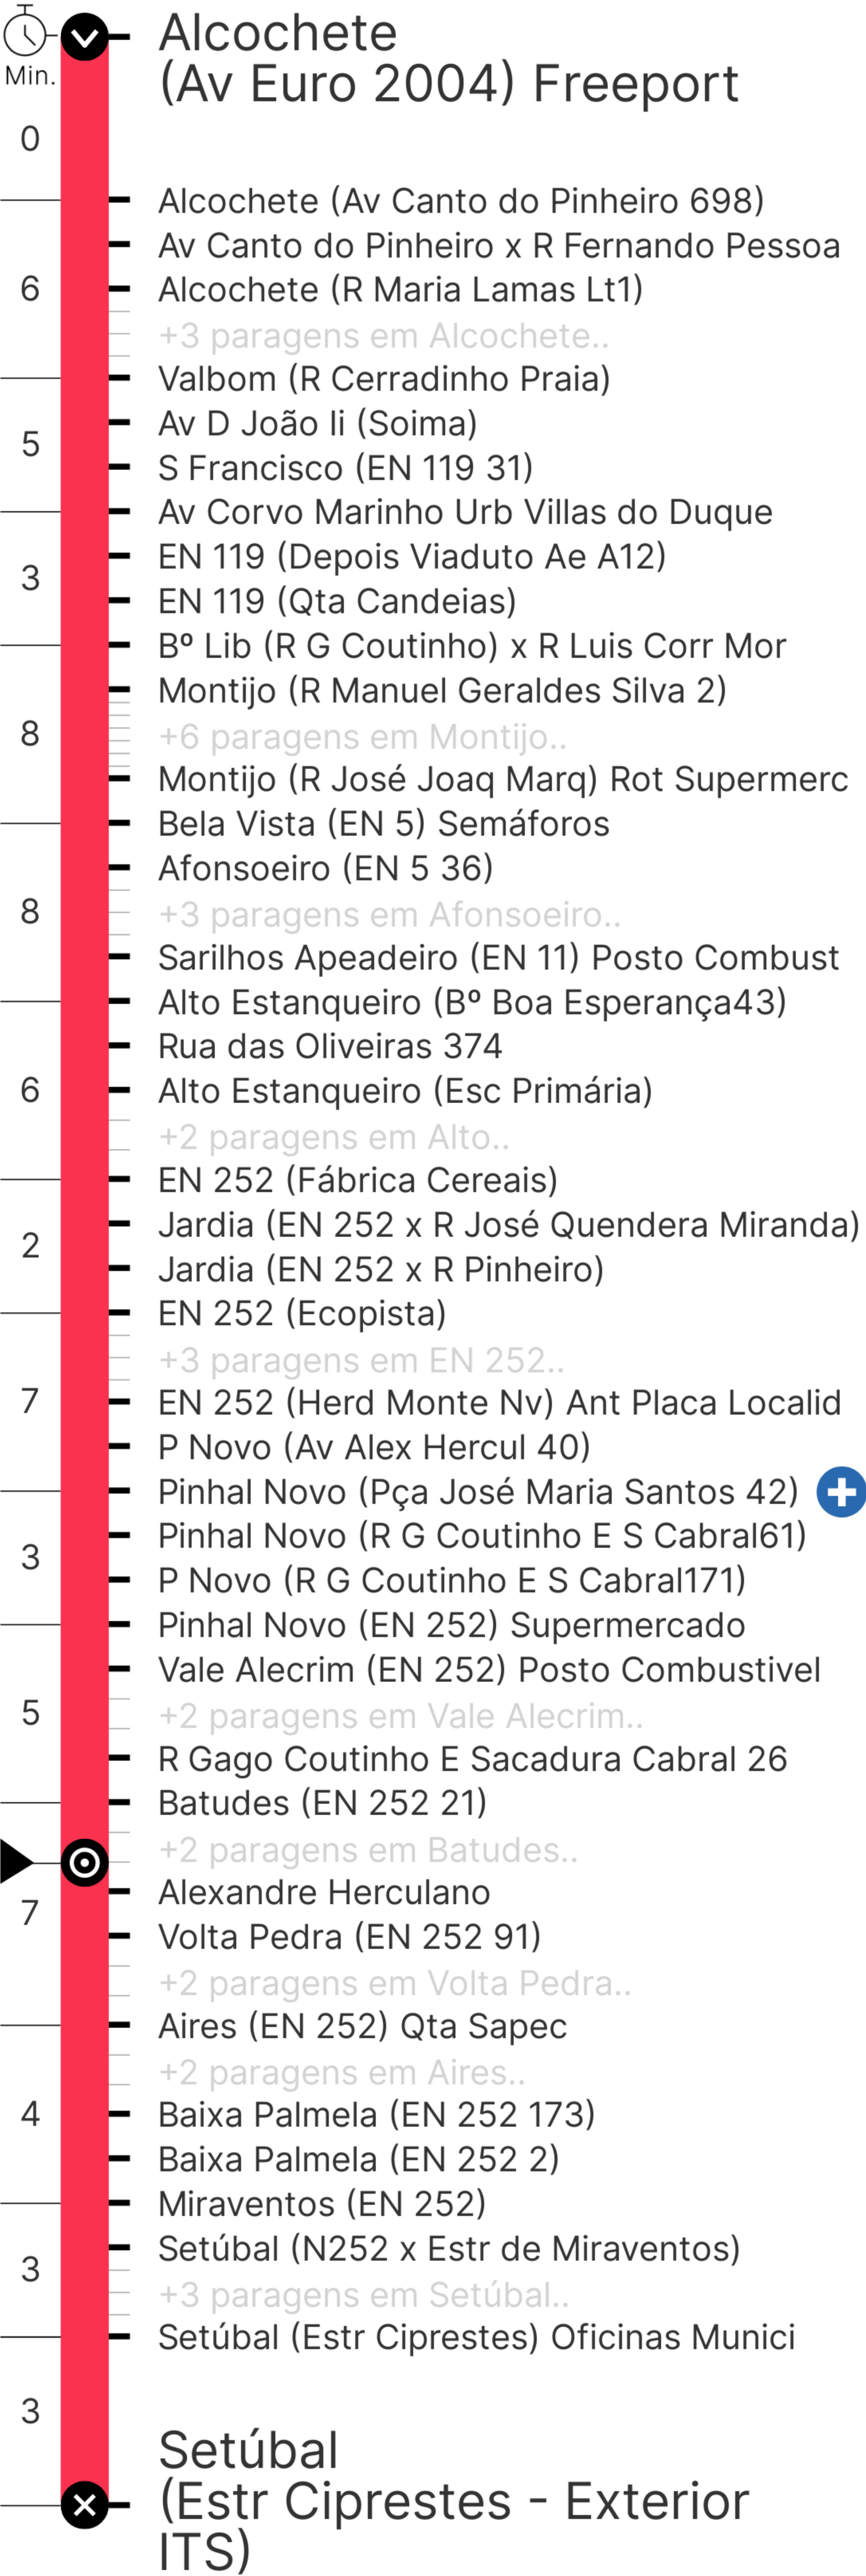 Min.
Alcochete
(Av Euro 2004) Freeport
0
Alcochete (Av Canto do Pinheiro 698)
Av Canto do Pinheiro x R Fernando Pessoa
6
Alcochete (R Maria Lamas Lt1)
+3 paragens em Alcochete..
Valbom (R Cerradinho Praia)
Av D João Ii (Soima)
5
S Francisco (EN 119 31)
Av Corvo Marinho Urb Villas do Duque
EN 119 (Depois Viaduto Ae A12)
3
EN 119 (Qta Candeias)
Bº Lib (R G Coutinho) x R Luis Corr Mor
Montijo (R Manuel Geraldes Silva 2)
8
+6 paragens em Montijo..
Montijo (R José Joaq Marq) Rot Supermerc
Bela Vista (EN 5) Semáforos
Afonsoeiro (EN 5 36)
8
+3 paragens em Afonsoeiro..
Sarilhos Apeadeiro (EN 11) Posto Combust
Alto Estanqueiro (Bº Boa Esperança43)
Rua das Oliveiras 374
6
Alto Estanqueiro (Esc Primária)
+2 paragens em Alto..
EN 252 (Fábrica Cereais)
Jardia (EN 252 x R José Quendera Miranda)
2
Jardia (EN 252 x R Pinheiro)
EN 252 (Ecopista)
+3 paragens em EN 252..
7
EN 252 (Herd Monte Nv) Ant Placa Localid
P Novo (Av Alex Hercul 40)
Pinhal Novo (Pça José Maria Santos 42)
Pinhal Novo (R G Coutinho E S Cabral61)
3
P Novo (R G Coutinho E S Cabral171)
Pinhal Novo (EN 252) Supermercado
Vale Alecrim (EN 252) Posto Combustivel
5
+2 paragens em Vale Alecrim..
R Gago Coutinho E Sacadura Cabral 26
Batudes (EN 252 21)
+2 paragens em Batudes..
Alexandre Herculano
7
Volta Pedra (EN 252 91)
+2 paragens em Volta Pedra..
Aires (EN 252) Qta Sapec
+2 paragens em Aires..
4
Baixa Palmela (EN 252 173)
Baixa Palmela (EN 252 2)
Miraventos (EN 252)
Setúbal (N252 x Estr de Miraventos)
3
+3 paragens em Setúbal..
Setúbal (Estr Ciprestes) Oficinas Munici
3
Setúbal
(Estr Ciprestes - Exterior
ITS)